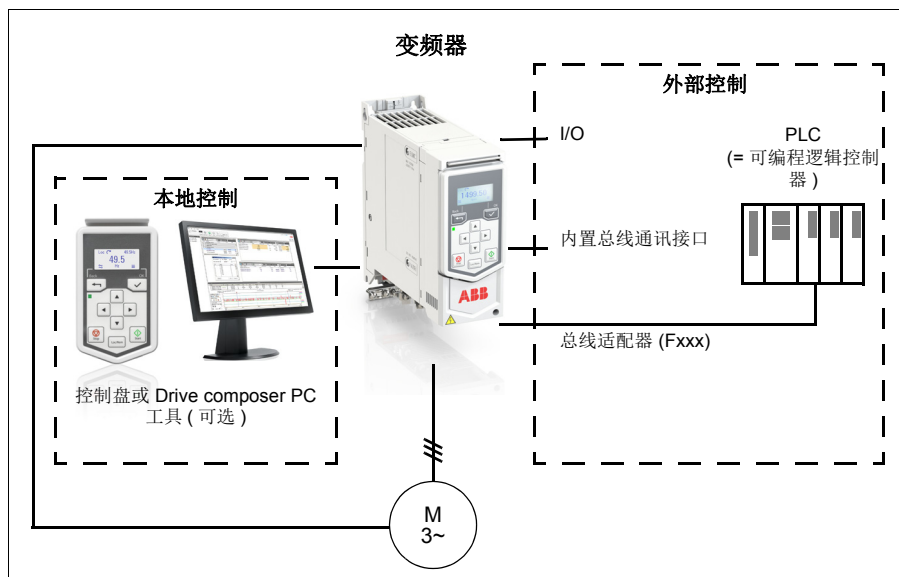 变频器
外部控制
I/O
PLC
(= 可编程逻辑控制
器 )
本地控制
49.5
内置总线通讯接口
ABB
总线适配器 (Fxxx)
控制盘或 Drive composer PC
工具 ( 可选 )
M
3~